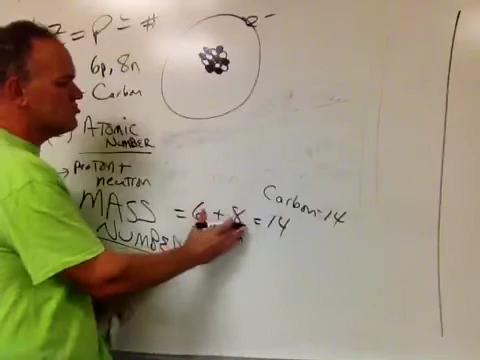 Z = P = #
e-
6p, 8n
Carbon
ATOMIC
NUMBER
Proton +
neutron
Carbon-14
MASS = 6 + 8 = 14
NUMBER